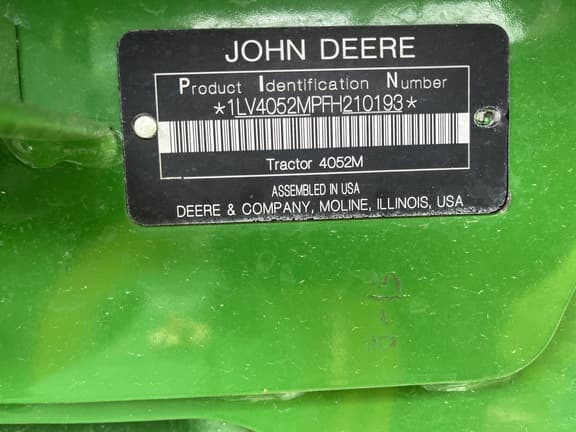 JOHN DEERE
Product Identification Number
*1LV4052MPFH210193*
Tractor 4052M
ASSEMBLED IN USA
DEERE & COMPANY, MOLINE, ILLINOIS, USA